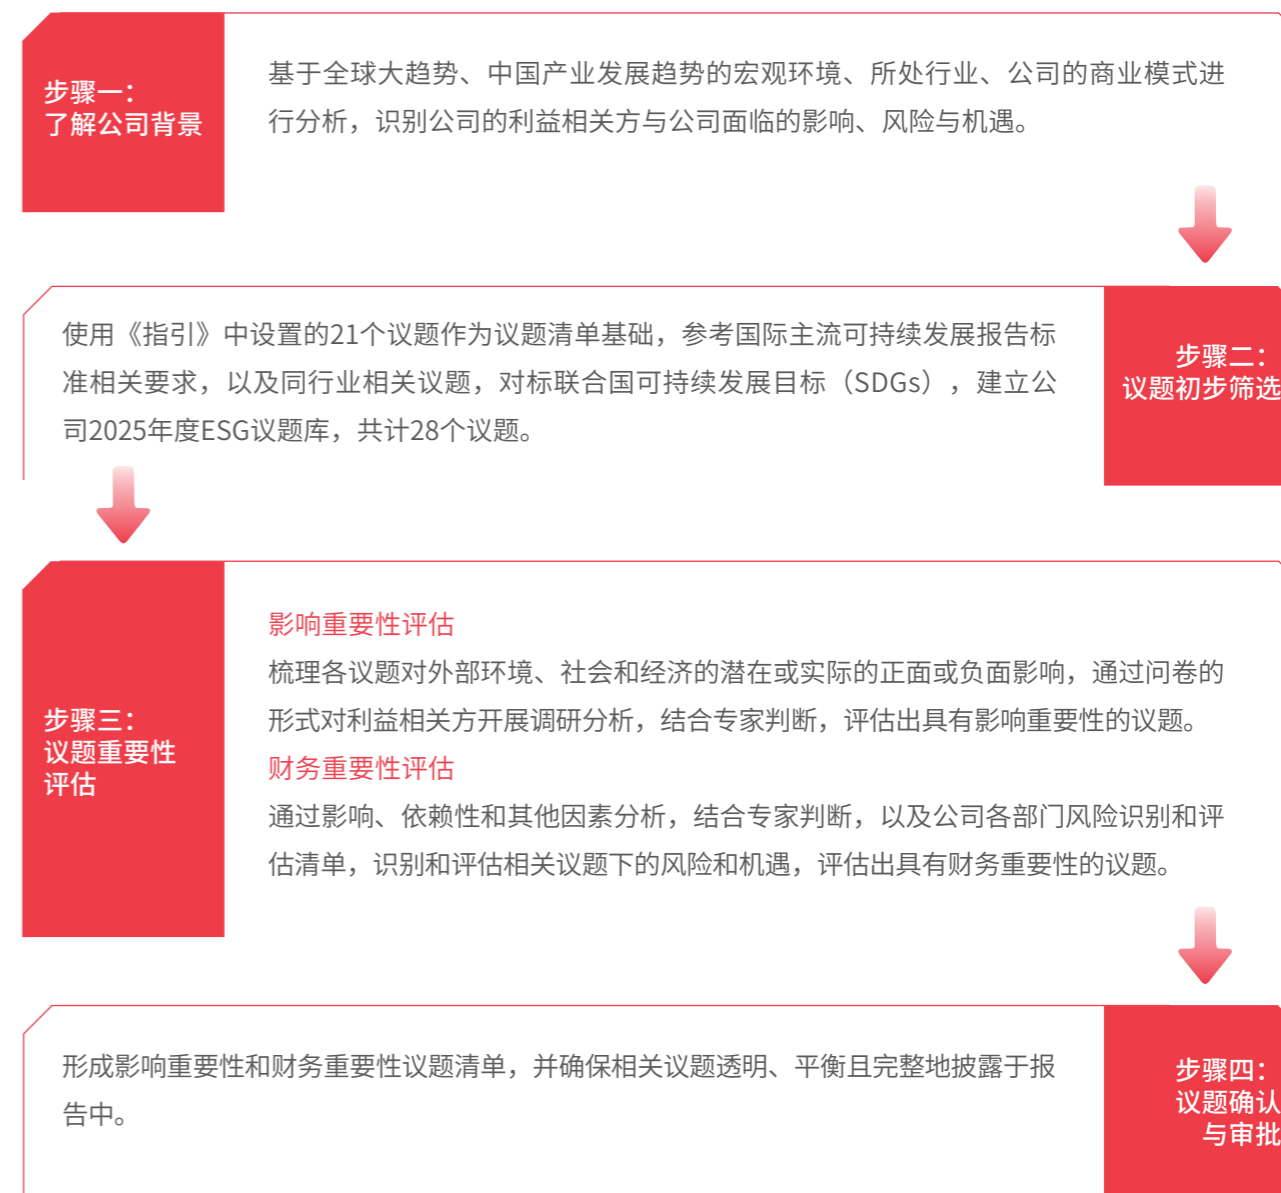 步骤一：
了解公司背景
基于全球大趋势、中国产业发展趋势的宏观环境、所处行业、公司的商业模式进
行分析，识别公司的利益相关方与公司面临的影响、风险与机遇。
使用《指引》中设置的21个议题作为议题清单基础，参考国际主流可持续发展报告标
准相关要求，以及同行业相关议题，对标联合国可持续发展目标（SDGs），建立公
司2025年度ESG议题库，共计28个议题。
步骤二：
议题初步筛选
步骤三：
议题重要性
评估
影响重要性评估
梳理各议题对外部环境、社会和经济的潜在或实际的正面或负面影响，通过问卷的
形式对利益相关方开展调研分析，结合专家判断，评估出具有影响重要性的议题。
财务重要性评估
通过影响、依赖性和其他因素分析，结合专家判断，以及公司各部门风险识别和评
估清单，识别和评估相关议题下的风险和机遇，评估出具有财务重要性的议题。
形成影响重要性和财务重要性议题清单，并确保相关议题透明、平衡且完整地披露于报
告中。
步骤四：
议题确认
与审批